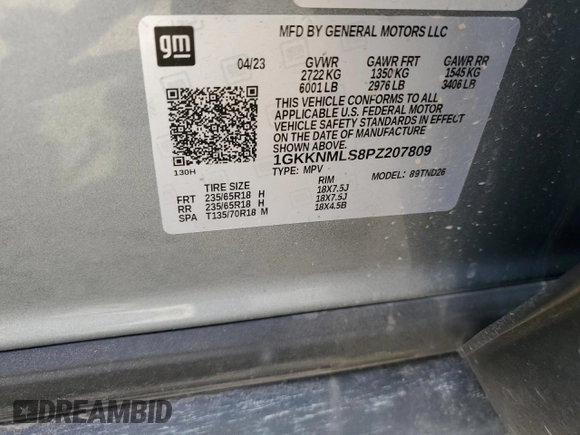 gm
MFD BY GENERAL MOTORS LLC
04/23 GVWR GAWR FRT GAWR RR
2722 KG 1350 KG 1545 KG
6001 LB 2976 LB 3406 LB
THIS VEHICLE CONFORMS TO ALL
APPLICABLE U.S. FEDERAL MOTOR
VEHICLE SAFETY STANDARDS IN EFFECT
ON THE DATE OF MANUFACTURE
SHOWN ABOVE.
1GKKNMLS8PZ207809
130H TYPE: MPV MODEL: 89TND26
TIRE SIZE RIM
FRT 235/65R18 H 18X7.5J
RR 235/65R18 H 18X7.5J
SPA T135/70R18 M 18X4.5B
DREAMBID